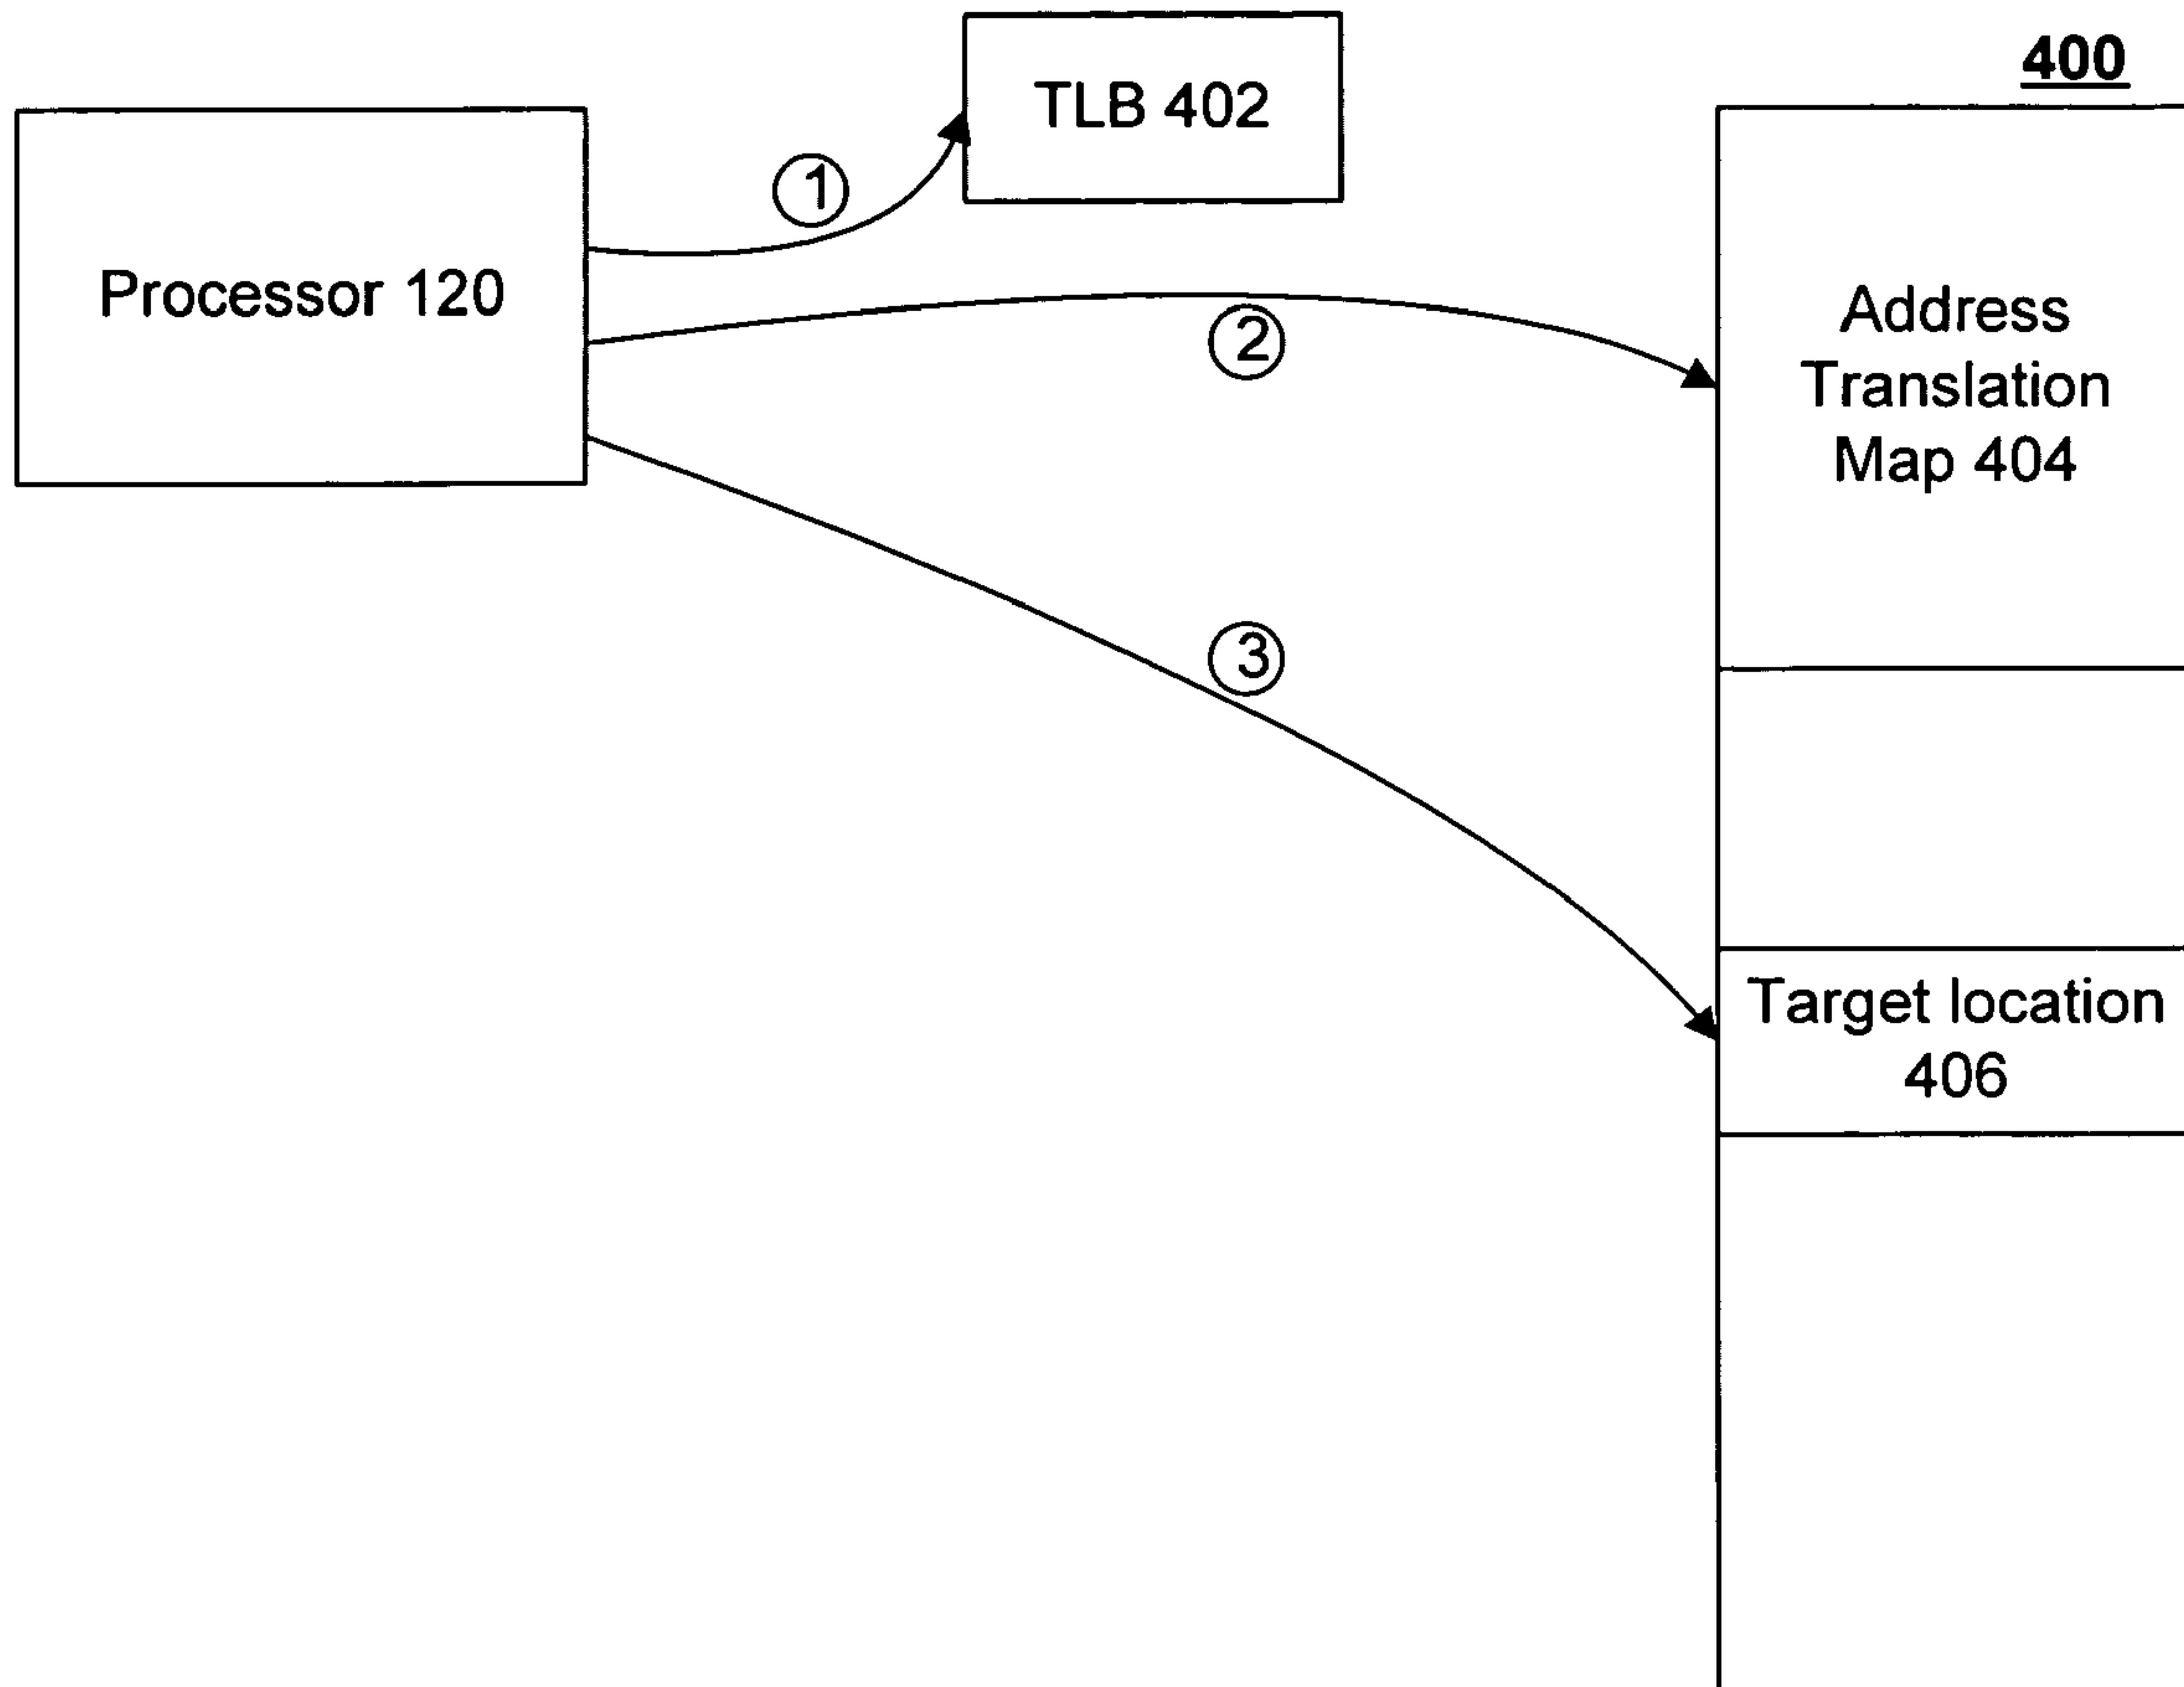 TLB 402
400
Processor 120
1
2
Address
Translation
Map 404
3
Target location
406